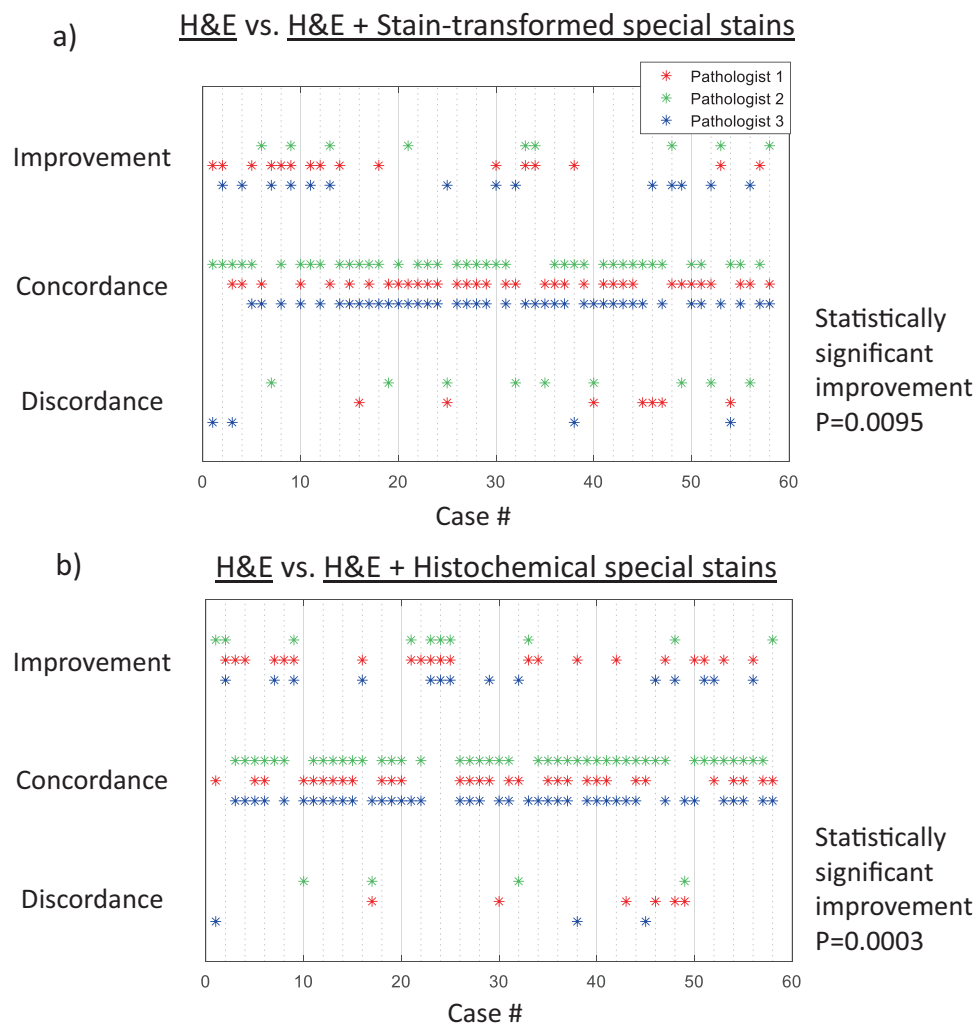 a)
H&E vs. H&E + Stain-transformed special stains
Pathologist 1
Pathologist 2
Pathologist 3
Improvement
Concordance
Discordance
Statistically
significant
improvement
P=0.0095
0 10 20 30 40 50 60
Case #
b)
H&E vs. H&E + Histochemical special stains
Improvement
Concordance
Discordance
Statistically
significant
improvement
P=0.0003
0 10 20 30 40 50 60
Case #